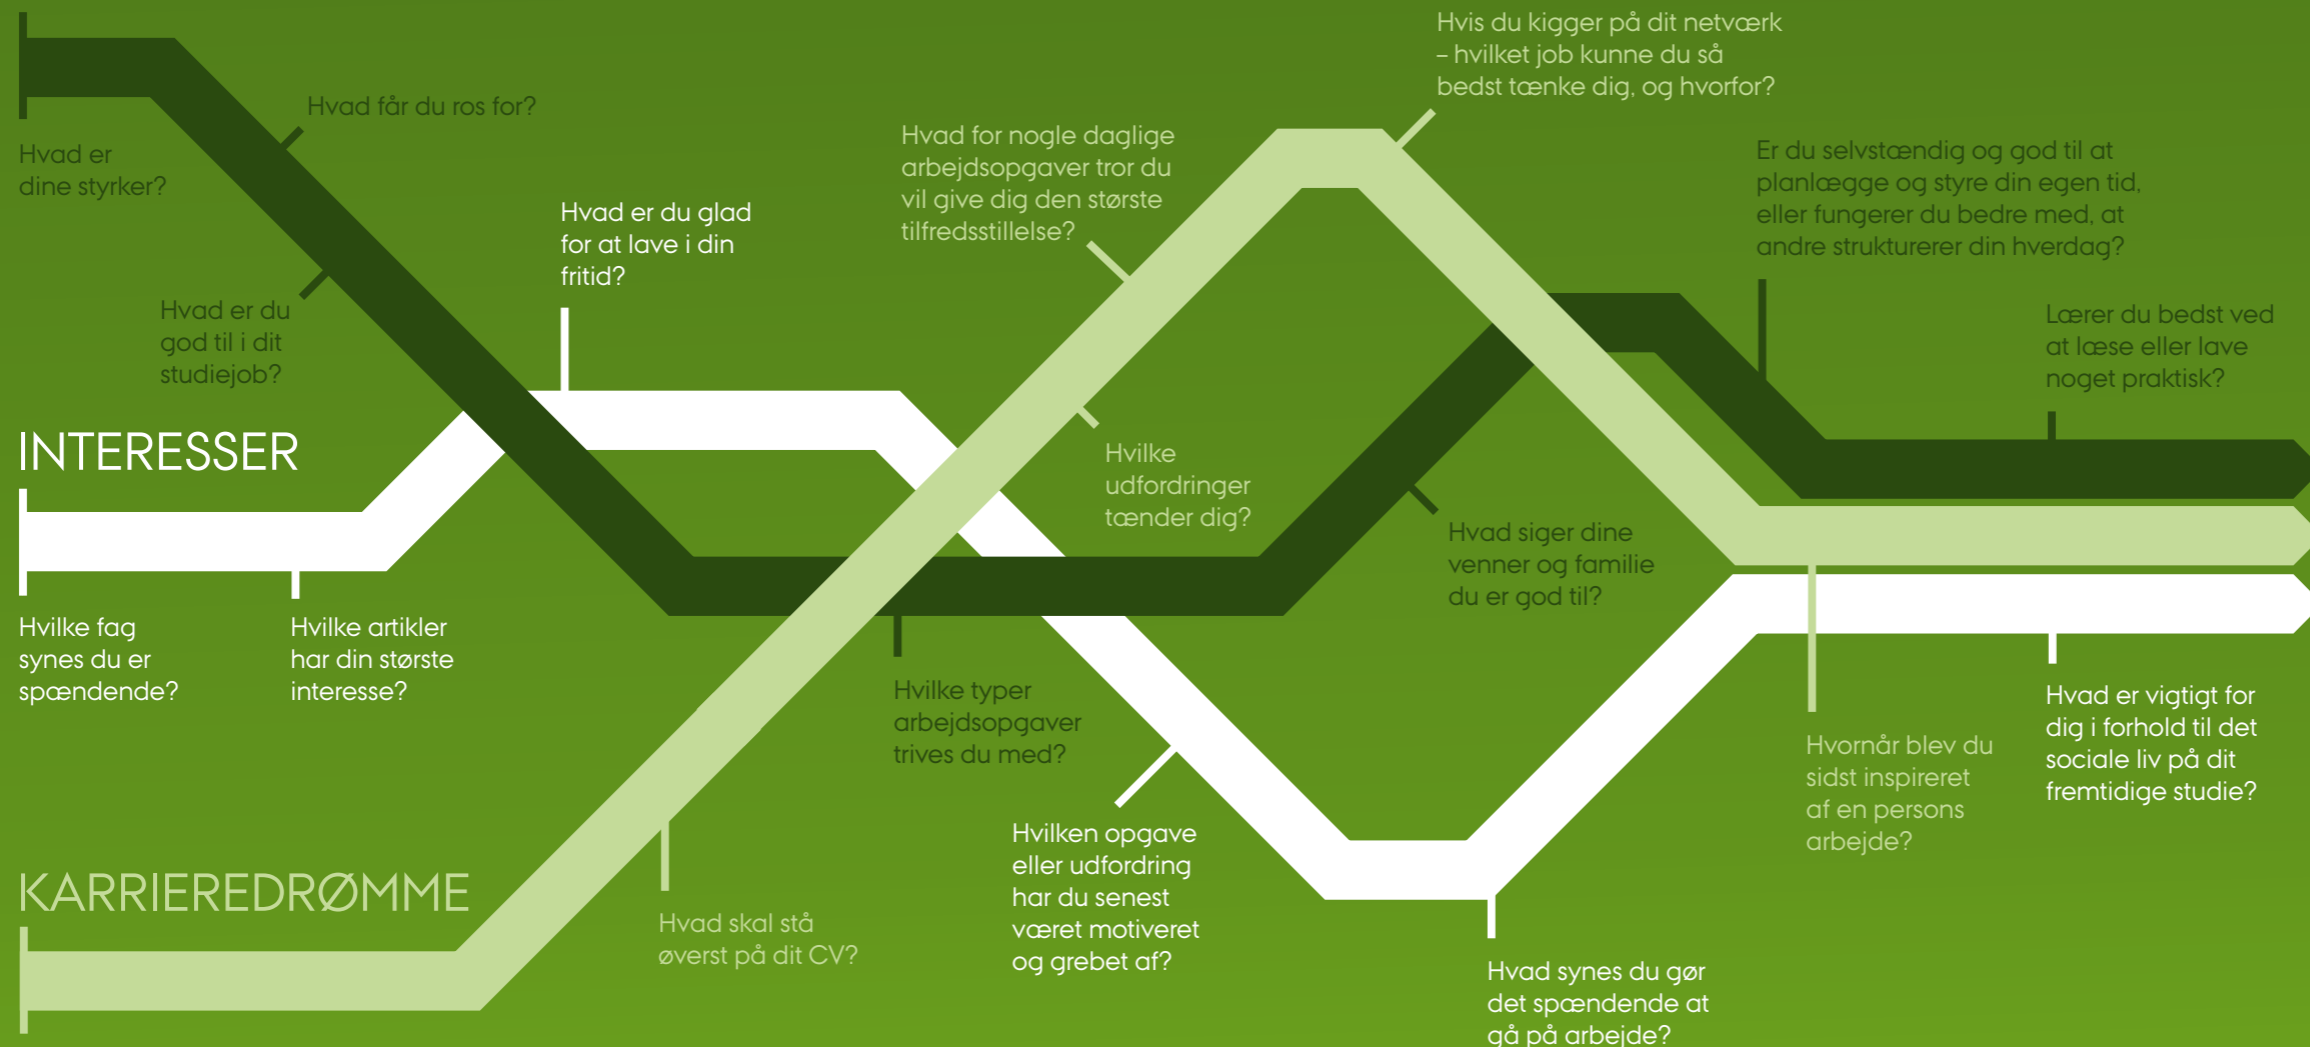 Hvad er
dine styrker?
Hvad får du ros for?
Hvad er du
god til i dit
studiejob?
Hvad er du glad
for at lave i din
fritid?
Hvad for nogle daglige
arbejdsopgaver tror du
vil give dig den største
tilfredsstillelse?
Hvis du kigger på dit netværk
– hvilket job kunne du så
bedst tænke dig, og hvorfor?
Er du selvstændig og god til at
planlægge og styre din egen tid,
eller fungerer du bedre med, at
andre strukturerer din hverdag?
Lærer du bedst ved
at læse eller lave
noget praktisk?
INTERESSER
Hvilke fag
synes du er
spændende?
Hvilke artikler
har din største
interesse?
Hvilke
udfordringer
tænder dig?
Hvad siger dine
venner og familie
du er god til?
Hvilke typer
arbejdsopgaver
trives du med?
Hvilken opgave
eller udfordring
har du senest
været motiveret
og grebet af?
Hvornår blev du
sidst inspireret
af en persons
arbejde?
Hvad er vigtigt for
dig i forhold til det
sociale liv på dit
fremtidige studie?
KARRIEREDRØMME
Hvad skal stå
øverst på dit CV?
Hvad synes du gør
det spændende at
gå på arbejde?